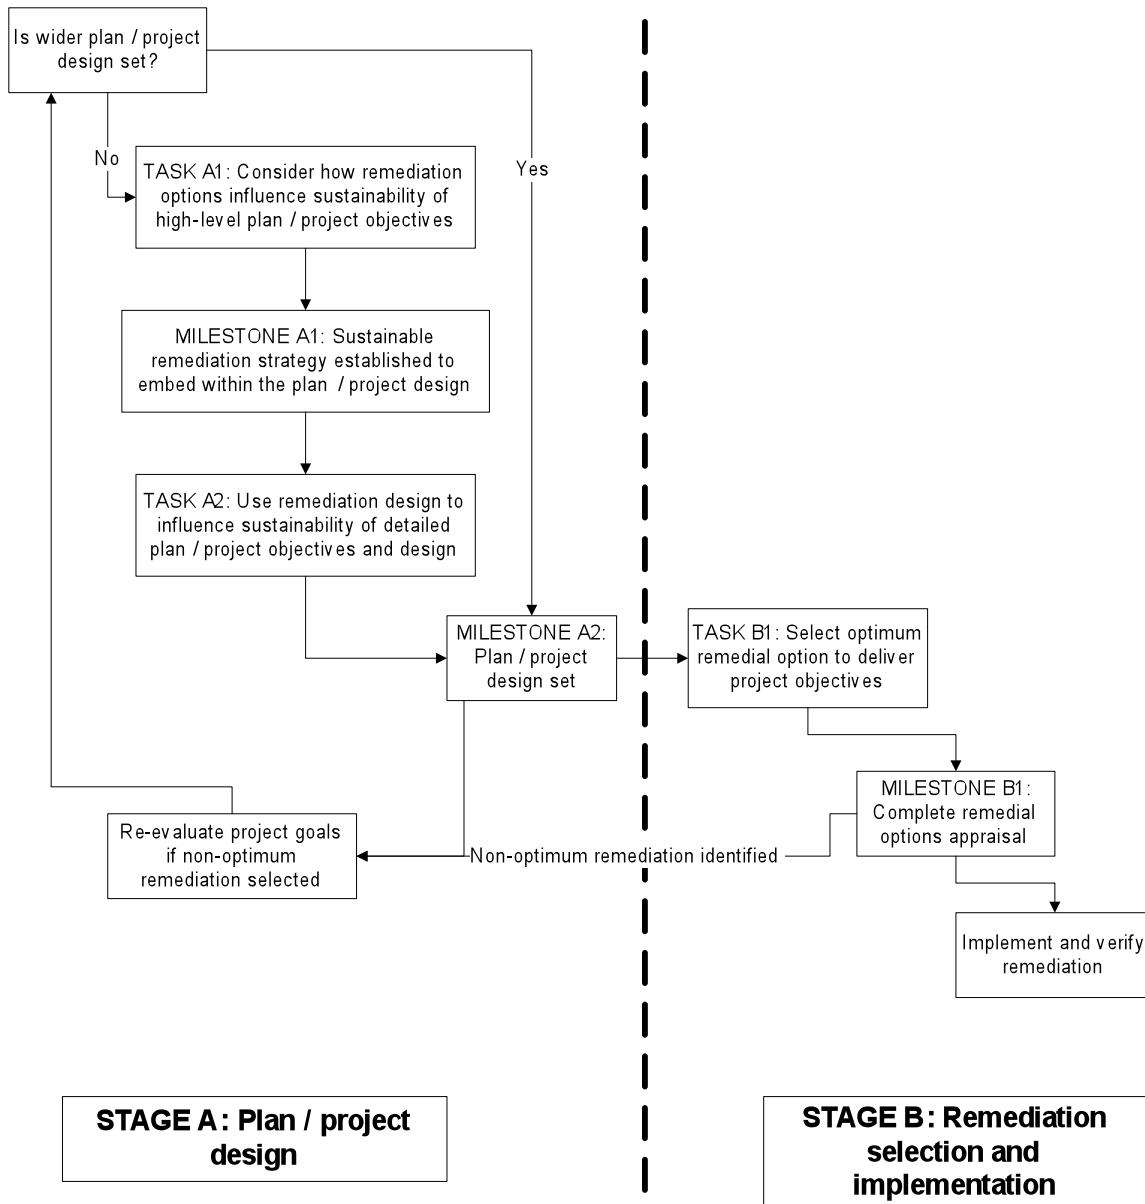 Is wider plan / project
design set?
No
Yes
TASK A1: Consider how remediation
options influence sustainability of
high-level plan / project objectives
MILESTONE A1: Sustainable
remediation strategy established to
embed within the plan / project design
TASK A2: Use remediation design to
influence sustainability of detailed
plan / project objectives and design
MILESTONE A2:
Plan / project
design set
TASK B1: Select optimum
remedial option to deliver
project objectives
MILESTONE B1:
Complete remedial
options appraisal
Re-evaluate project goals
if non-optimum
remediation selected
Non-optimum remediation identified
Implement and verify
remediation
STAGE A: Plan / project
design
STAGE B: Remediation
selection and
implementation